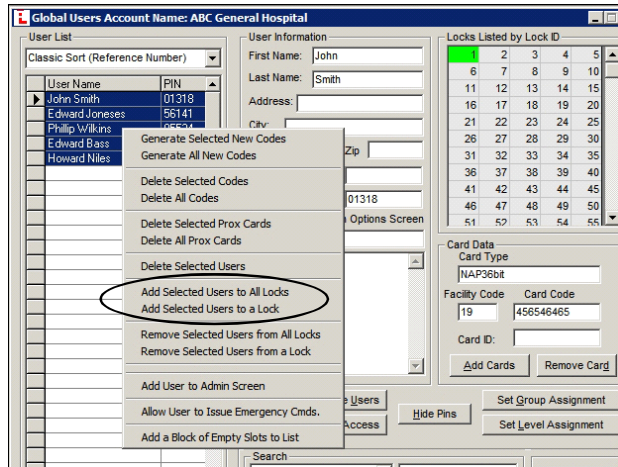 Global Users Account Name: ABC General Hospital
User List
Classic Sort (Reference Number)
User Name PIN
John Smith 01318
Edward Joneses 56141
Phillip Wilkins
Edward Bass
Howard Niles
Generate Selected New Codes
Generate All New Codes
Delete Selected Codes
Delete All Codes
Delete Selected Prox Cards
Delete All Prox Cards
Delete Selected Users
Add Selected Users to All Locks
Add Selected Users to a Lock
Remove Selected Users from All Locks
Remove Selected Users from a Lock
Add User to Admin Screen
Allow User to Issue Emergency Cmds.
Add a Block of Empty Slots to List
User Information
First Name: John
Last Name: Smith
Address:
City:
Zip
01318
Options Screen
Users
Access
Hide Pins
Search
Locks Listed by Lock ID
1 2 3 4 5
6 7 8 9 10
11 12 13 14 15
16 17 18 19 20
21 22 23 24 25
26 27 28 29 30
31 32 33 34 35
36 37 38 39 40
41 42 43 44 45
46 47 48 49 50
51 52 53 54 55
Card Data
Card Type
NAP36bit
Facility Code Card Code
19 456546465
Card ID:
Add Cards Remove Card
Set Group Assignment
Set Level Assignment